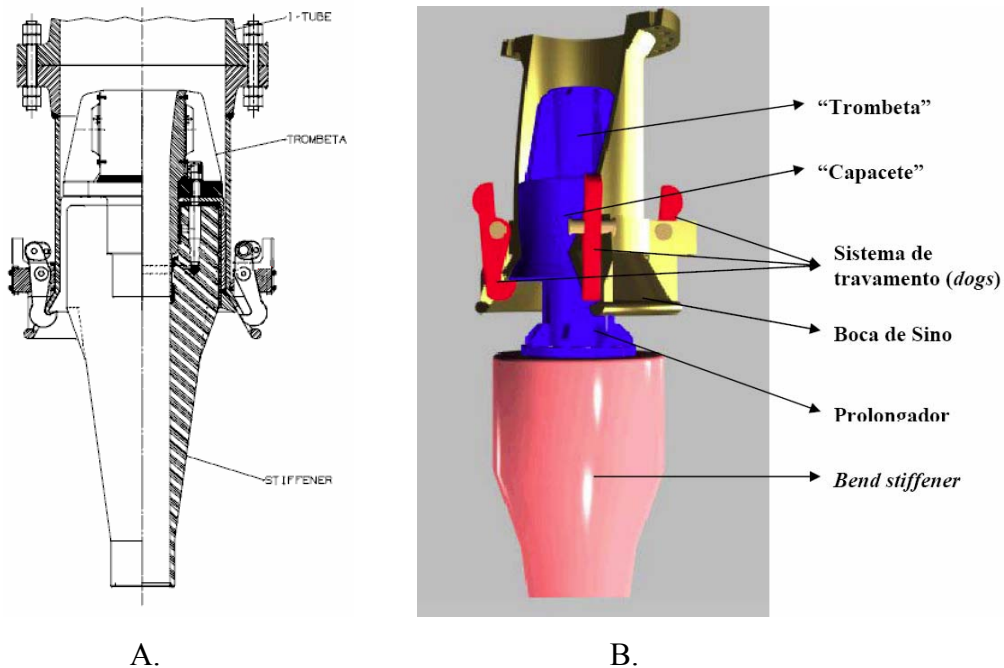 I-TUBE
TROMBETA
STIFFENER
“Trombeta”
“Capacete”
Sistema de
travamento (dogs)
Boca de Sino
Prolongador
Bend stiffener
A.
B.